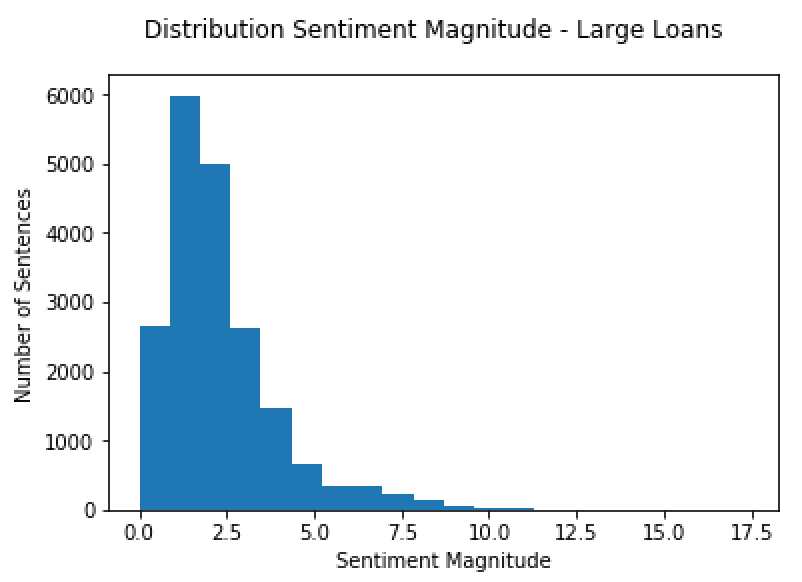 Distribution Sentiment Magnitude - Large Loans
6000
5000
4000
3000
2000
1000
0
Number of Sentences
0.0 2.5 5.0 7.5 10.0 12.5 15.0 17.5
Sentiment Magnitude